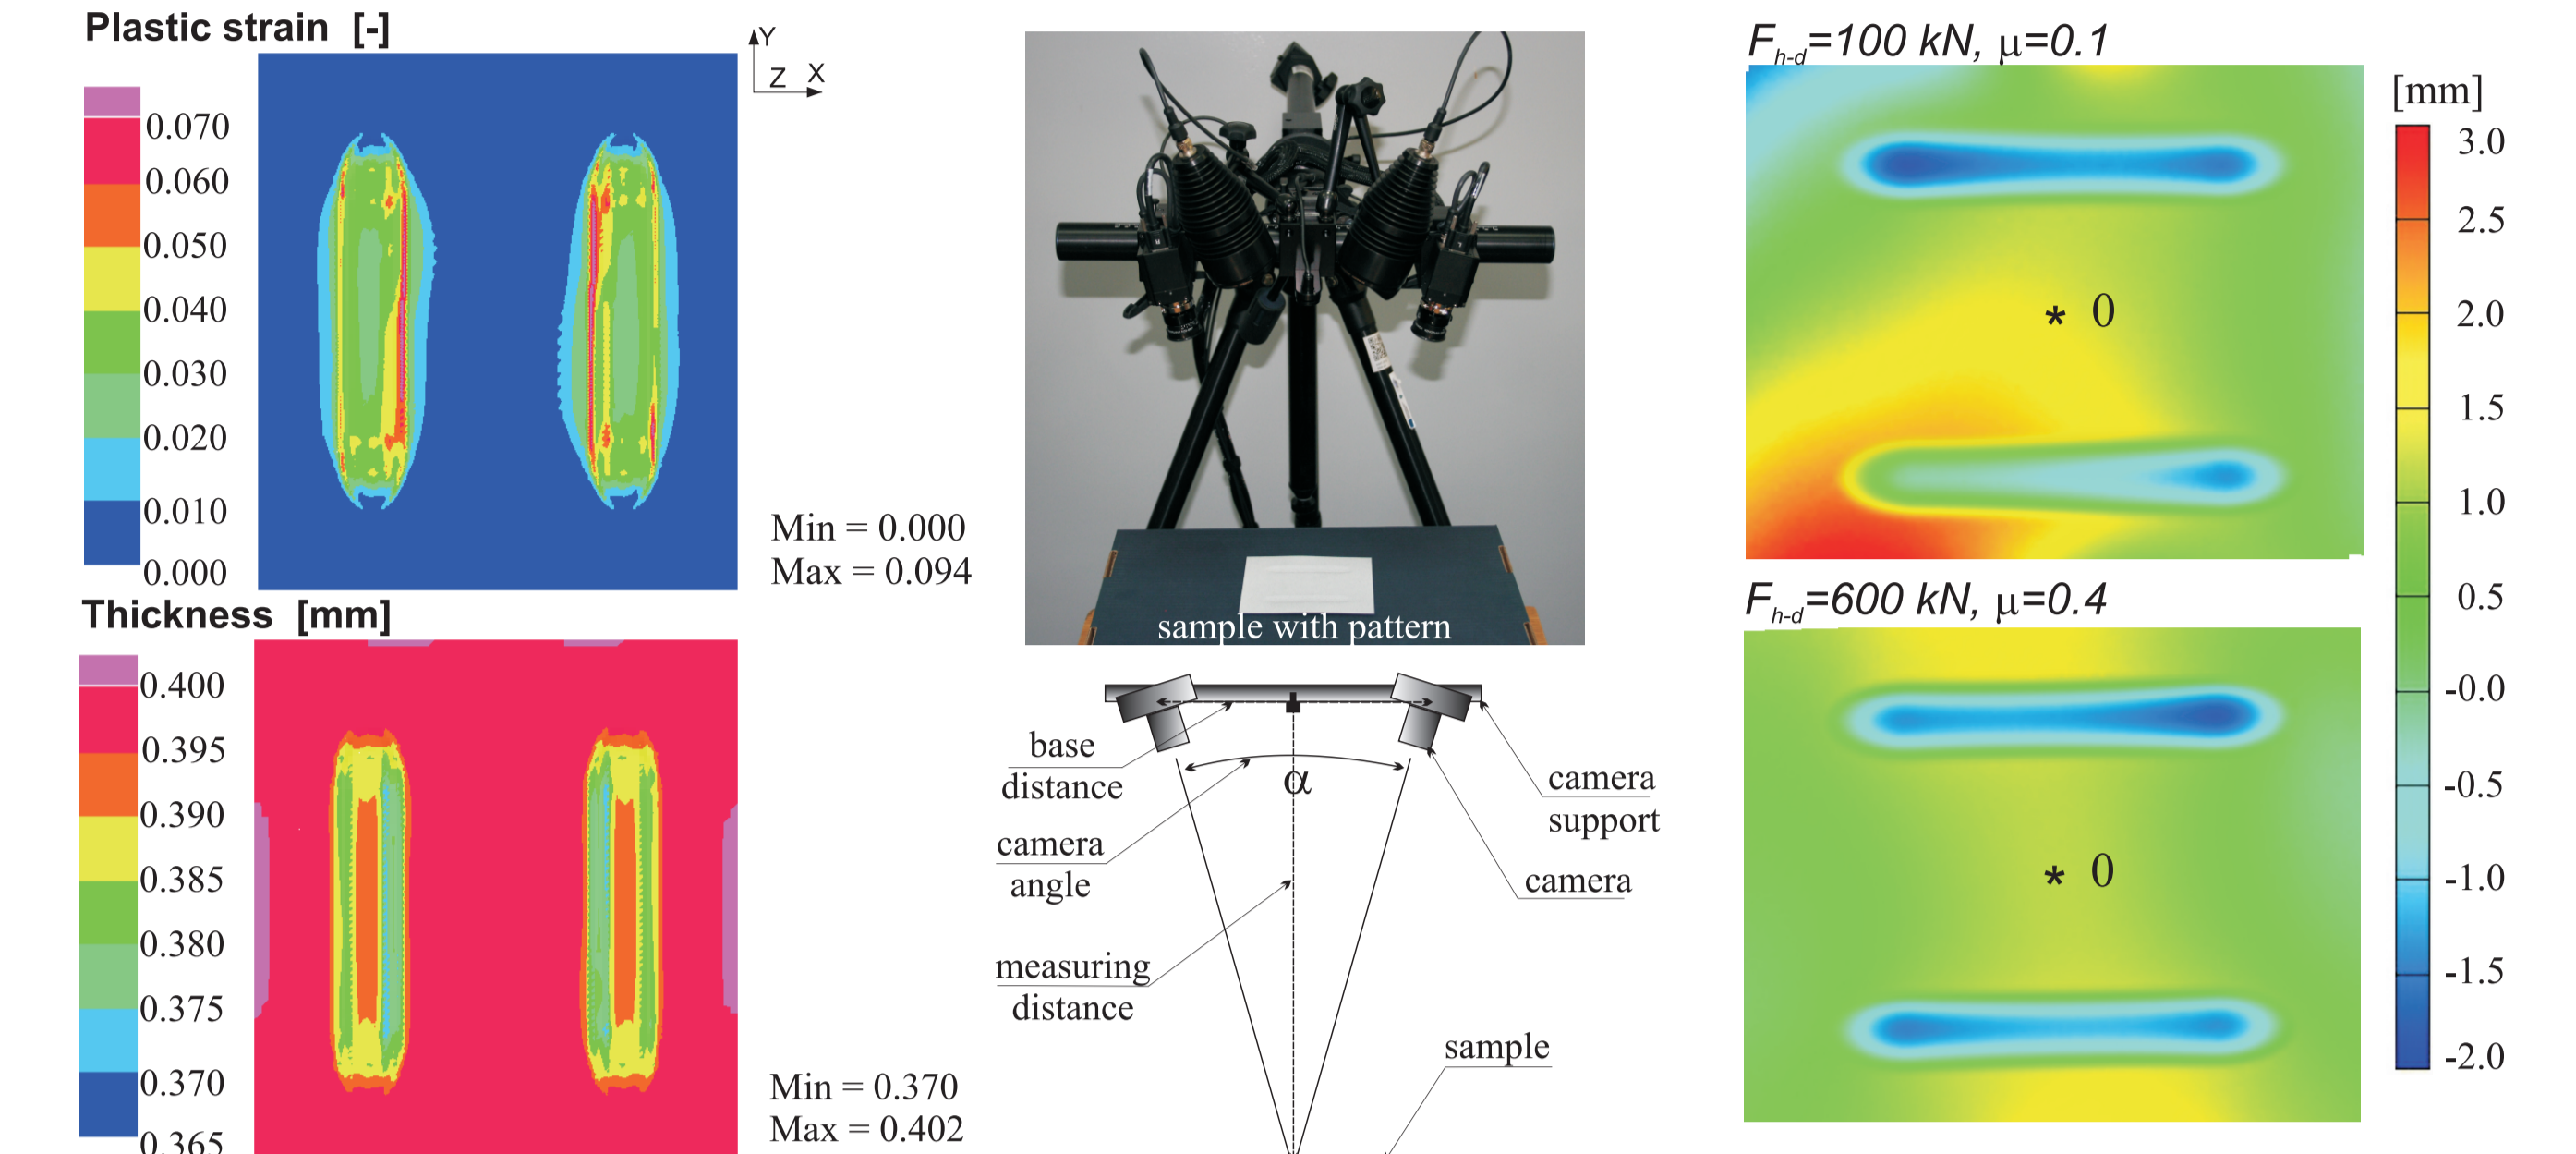 Plastic strain [-]
0.070
0.060
0.050
0.040
0.030
0.020
0.010
0.000
Y
Z X
Min = 0.000
Max = 0.094
Thickness [mm]
0.400
0.395
0.390
0.385
0.380
0.375
0.370
0.365
Min = 0.370
Max = 0.402
sample with pattern
base
distance
α
camera
angle
measuring
distance
camera
support
camera
sample
Fh-d=100 kN, μ=0.1
* 0
Fh-d=600 kN, μ=0.4
* 0
[mm]
3.0
2.5
2.0
1.5
1.0
0.5
-0.0
-0.5
-1.0
-1.5
-2.0